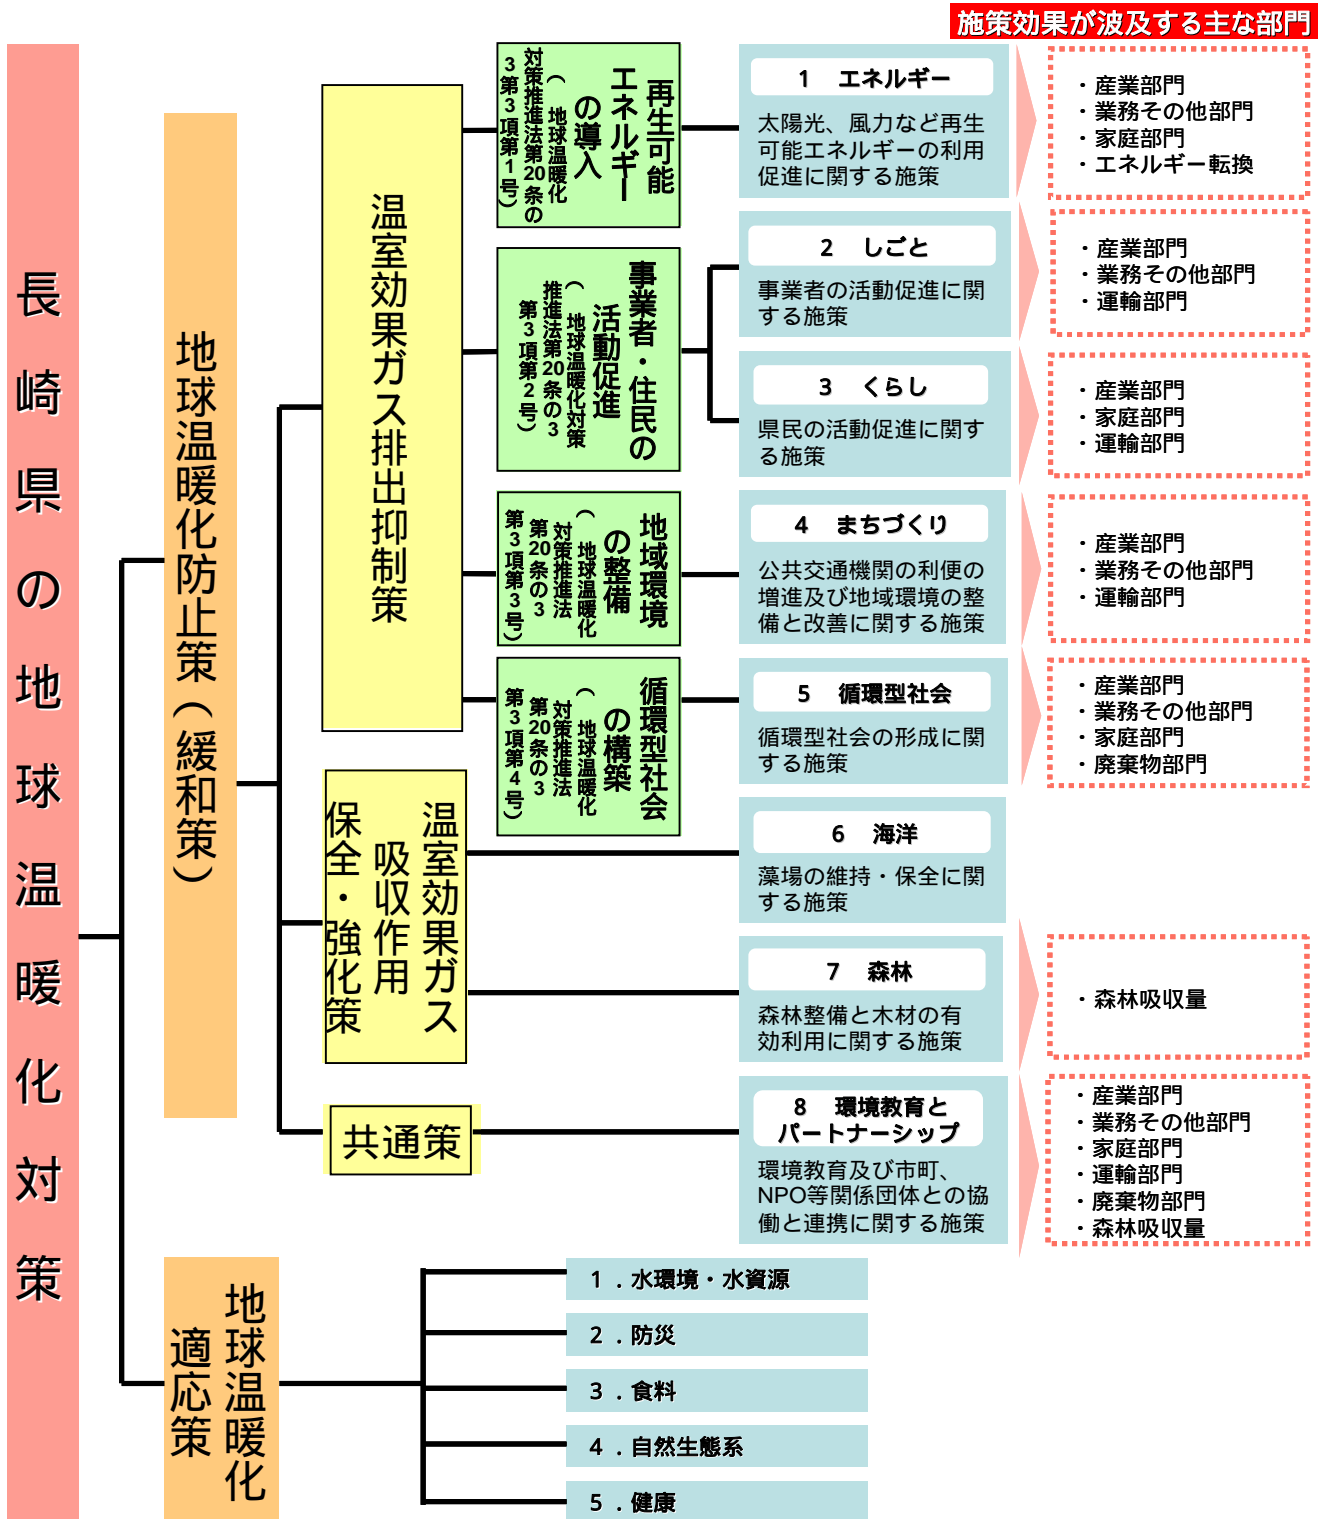 施策効果が波及する主な部門
長崎県の地球温暖化対策
地球温暖化防止策(緩和策)
温室効果ガス排出抑制策
再生可能
エネルギー
の導入
(地球温暖化
対策推進法第20条の
3第3項第1号)
1 エネルギー
太陽光、風力など再生
可能エネルギーの利用
促進に関する施策
・産業部門
・業務その他部門
・家庭部門
・エネルギー転換
事業者・住民の
活動促進
(地球温暖化対策
推進法第20条の3
第3項第2号)
2 しごと
事業者の活動促進に関
する施策
・産業部門
・業務その他部門
・運輸部門
3 くらし
県民の活動促進に関す
る施策
・産業部門
・家庭部門
・運輸部門
地域環境
の整備
(地球温暖化
対策推進法
第20条の3
第3項第3号)
4 まちづくり
公共交通機関の利便の
増進及び地域環境の整
備と改善に関する施策
・産業部門
・業務その他部門
・運輸部門
循環型社会
の構築
(地球温暖化
対策推進法
第20条の3
第3項第4号)
5 循環型社会
循環型社会の形成に関
する施策
・産業部門
・業務その他部門
・家庭部門
・廃棄物部門
温室効果ガス
吸収作用
保全・強化策
6 海洋
藻場の維持・保全に関
する施策
7 森林
森林整備と木材の有
効利用に関する施策
・森林吸収量
共通策
8 環境教育と
パートナーシップ
環境教育及び市町、
NPO等関係団体との協
働と連携に関する施策
・産業部門
・業務その他部門
・家庭部門
・運輸部門
・廃棄物部門
・森林吸収量
地球温暖化
適応策
1.水環境・水資源
2.防災
3.食料
4.自然生態系
5.健康